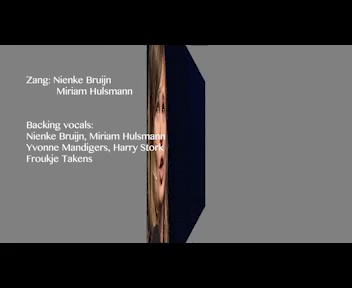 Zang: Nienke Bruijn
Miriam Hulsmann
Backing vocals:
Nienke Bruijn, Miriam Hulsmann
Yvonne Mandigers, Harry Stork
Froukje Takens